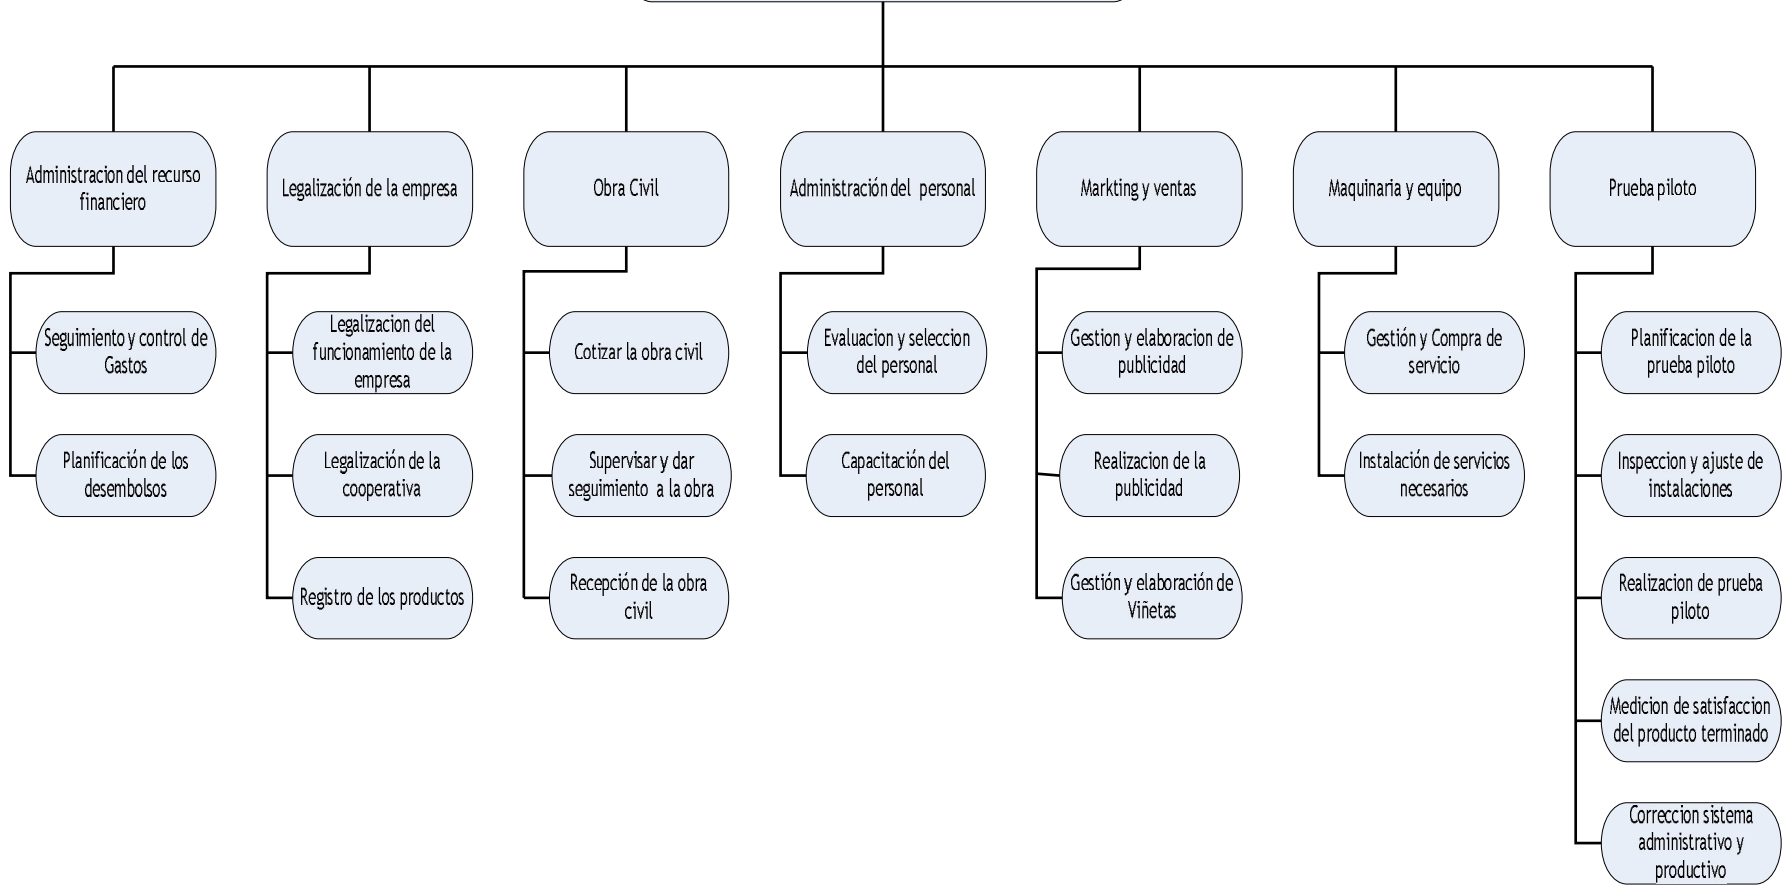 Administracion del recurso
financiero
Legalización de la empresa
Obra Civil
Administración del  personal
Markting y ventas
Maquinaria y equipo
Prueba piloto
Seguimiento y control de
Gastos
Planificación de los
desembolsos
Legalizacion del
funcionamiento de la
empresa
Legalización de la
cooperativa
Registro de los productos
Cotizar la obra civil
Supervisar y dar
seguimiento  a la obra
Recepción de la obra
civil
Evaluacion y seleccion
del personal
Capacitación del
personal
Gestion y elaboracion de
publicidad
Realizacion de la
publicidad
Gestión y elaboración de
Viñetas
Gestión y Compra de
servicio
Instalación de servicios
necesarios
Planificacion de la
prueba piloto
Inspeccion y ajuste de
instalaciones
Realizacion de prueba
piloto
Medicion de satisfaccion
del producto terminado
Correccion sistema
administrativo y
productivo